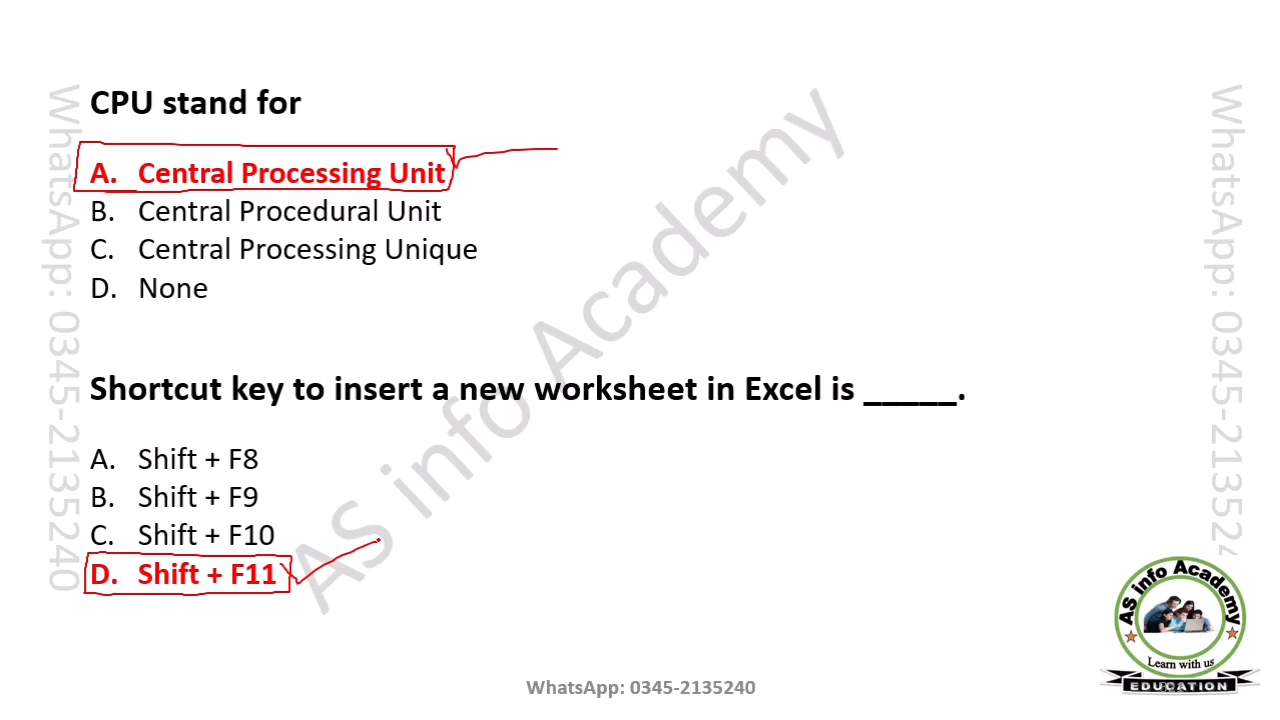 CPU stand for
A. Central Processing Unit
B. Central Procedural Unit
C. Central Processing Unique
D. None
Shortcut key to insert a new worksheet in Excel is _____.
A. Shift + F8
B. Shift + F9
C. Shift + F10
D. Shift + F11
WhatsApp: 0345-2135240
AS info Academy
WhatsApp: 0345-21352
AS info Academy
Learn with us
EDUCATION
WhatsApp: 0345-2135240